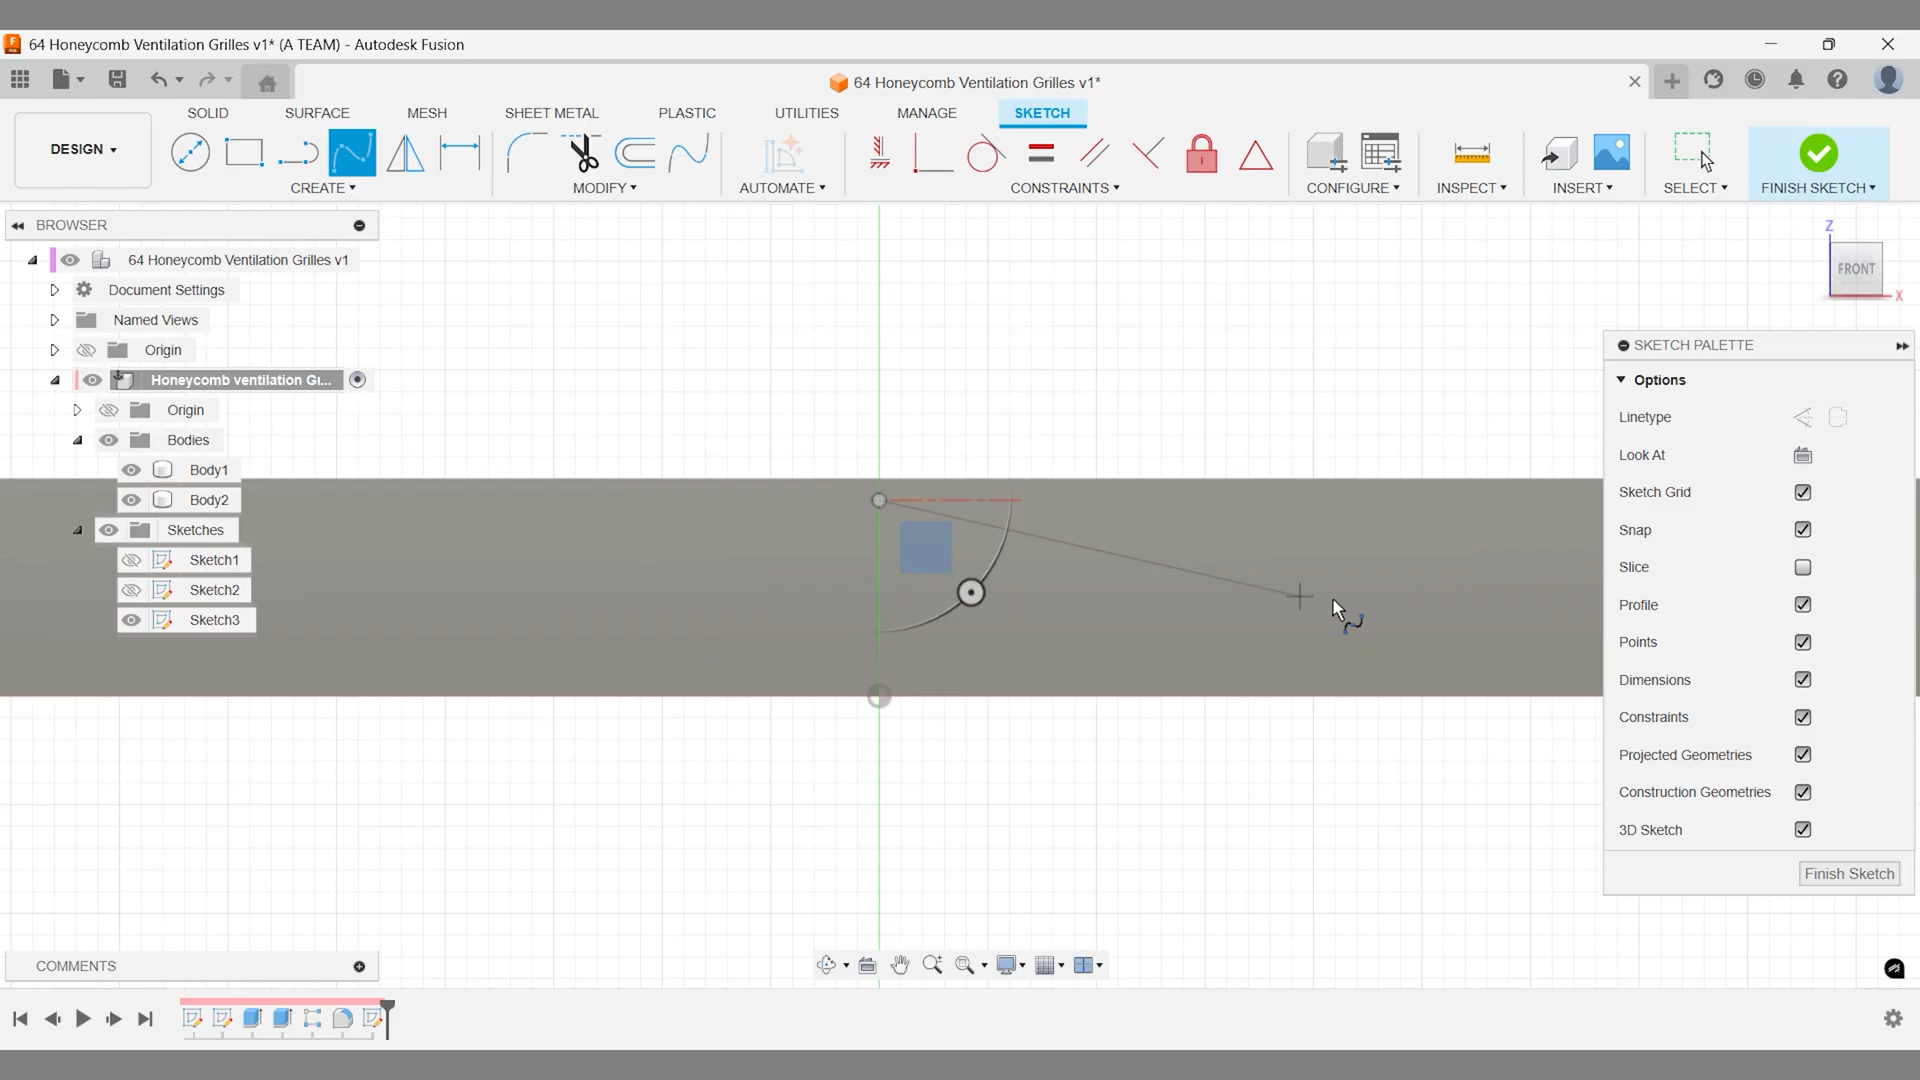 64 Honeycomb Ventilation Grilles v1* (A TEAM) - Autodesk Fusion
64 Honeycomb Ventilation Grilles v1*
SOLID SURFACE MESH SHEET METAL PLASTIC UTILITIES MANAGE SKETCH
DESIGN
CREATE MODIFY AUTOMATE CONSTRAINTS CONFIGURE INSPECT INSERT SELECT FINISH SKETCH
BROWSER
64 Honeycomb Ventilation Grilles v1
Document Settings
Named Views
Origin
Honeycomb ventilation Gr...
Origin
Bodies
Body1
Body2
Sketches
Sketch1
Sketch2
Sketch3
Z
FRONT
X
SKETCH PALETTE
Options
Linetype
Look At
Sketch Grid
Snap
Slice
Profile
Points
Dimensions
Constraints
Projected Geometries
Construction Geometries
3D Sketch
Finish Sketch
COMMENTS